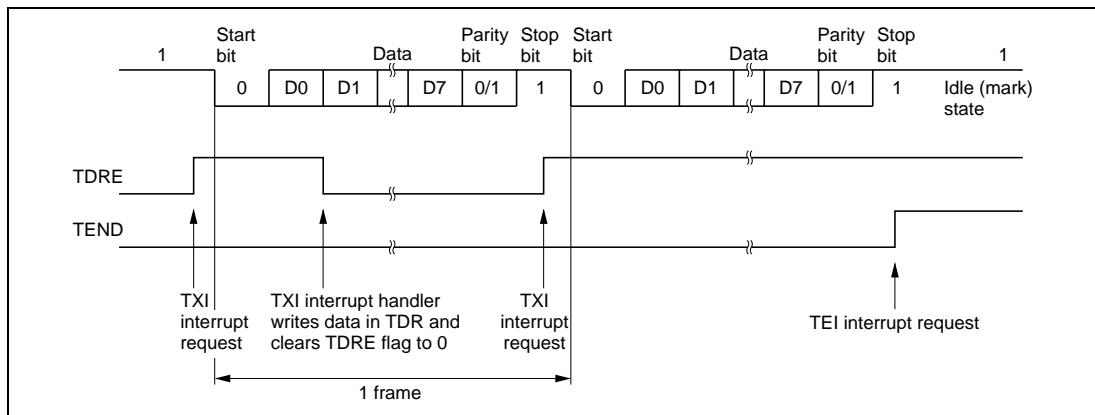 1
Start bit
Data
Parity bit
Stop bit
Start bit
Data
Parity bit
Stop bit
1
0 D0 D1 D7 0/1 1 0 D0 D1 D7 0/1 1
Idle (mark) state
TDRE
TEND
TXI
interrupt
request
TXI interrupt handler
writes data in TDR and
clears TDRE flag to 0
TXI
interrupt
request
TEI interrupt request
1 frame